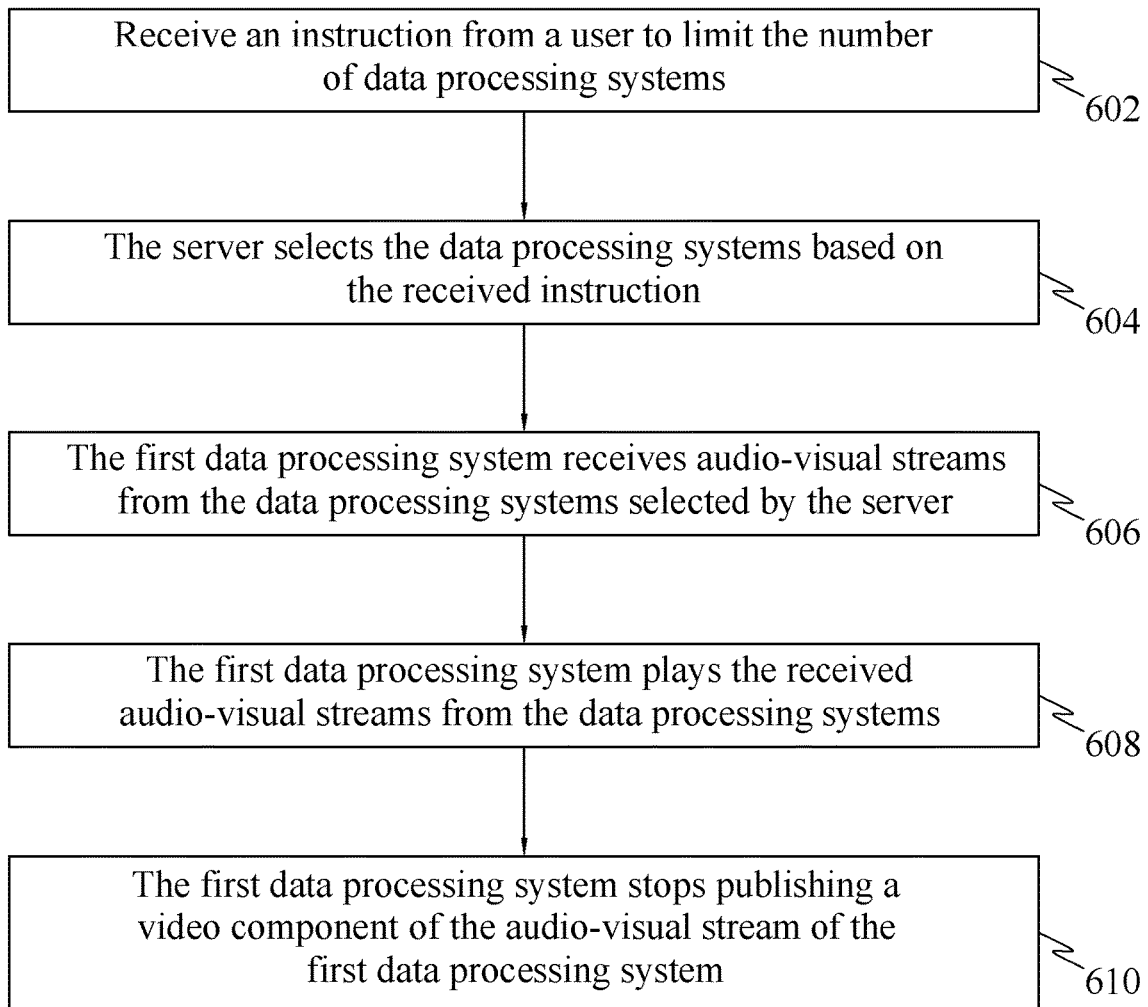 Receive an instruction from a user to limit the number
of data processing systems
602
The server selects the data processing systems based on
the received instruction
604
The first data processing system receives audio-visual streams
from the data processing systems selected by the server
606
The first data processing system plays the received
audio-visual streams from the data processing systems
608
The first data processing system stops publishing a
video component of the audio-visual stream of the
first data processing system
610